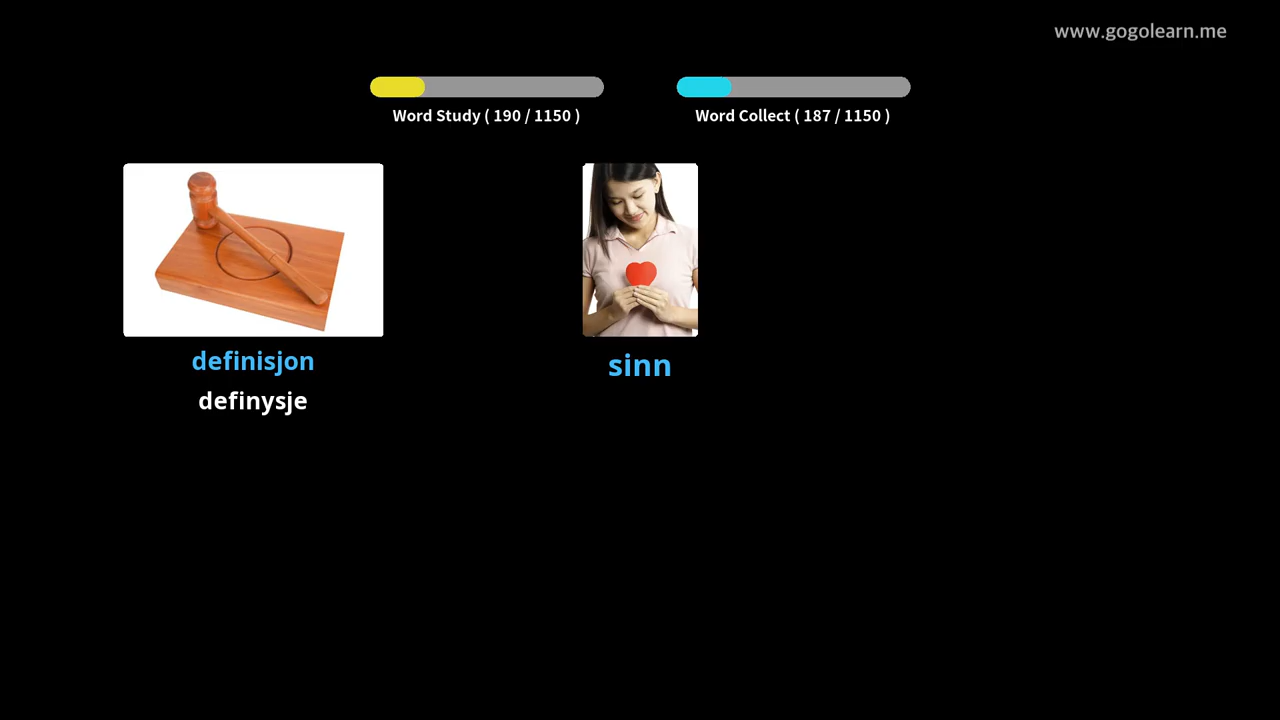 www.gogolearn.me
Word Study ( 190 / 1150 )
Word Collect ( 187 / 1150 )
definisjon
definysje
sinn